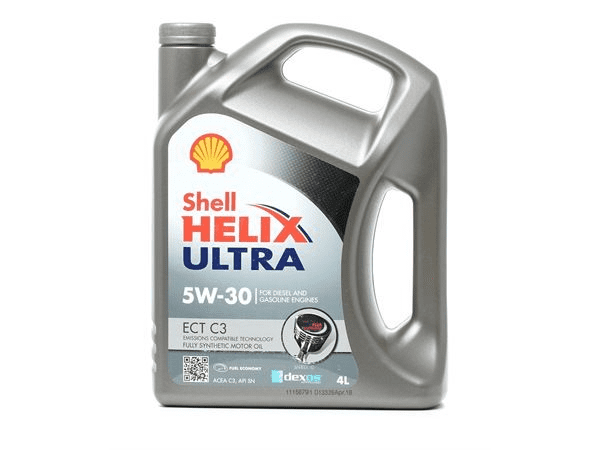 Shell
HELIX
ULTRA
5W-30
FOR DIESEL AND
GASOLINE ENGINES
ECT C3
EMISSIONS COMPATIBLE TECHNOLOGY
FULLY SYNTHETIC MOTOR OIL
FUEL ECONOMY
ACEA C3, API SN
dexos
4L